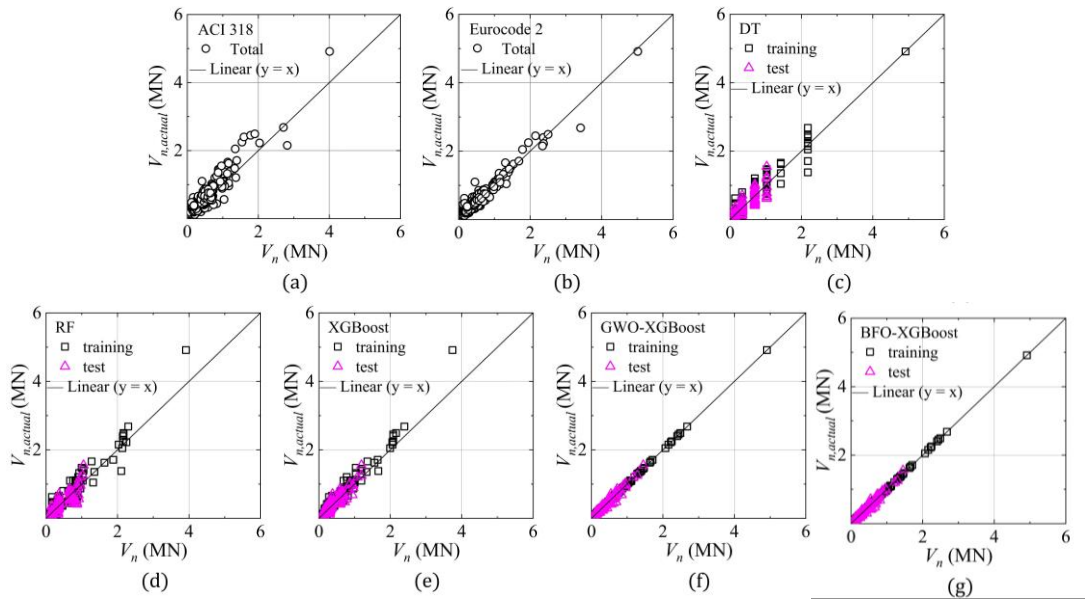 ACI 318
Total
Linear (y = x)
V_n,actual (MN)
6
4
2
0 2 4 6
V_n (MN)
(a)
Eurocode 2
Total
Linear (y = x)
V_n,actual (MN)
6
4
2
0 2 4 6
V_n (MN)
(b)
DT
training
test
Linear (y = x)
V_n,actual (MN)
6
4
2
0 2 4 6
V_n (MN)
(c)
RF
training
test
Linear (y = x)
V_n,actual (MN)
6
4
2
0 2 4 6
V_n (MN)
(d)
XGBoost
training
test
Linear (y = x)
V_n,actual (MN)
6
4
2
0 2 4 6
V_n (MN)
(e)
GWO-XGBoost
training
test
Linear (y = x)
V_n,actual (MN)
6
4
2
0 2 4 6
V_n (MN)
(f)
BFO-XGBoost
training
test
Linear (y = x)
V_n,actual (MN)
6
4
2
0 2 4 6
V_n (MN)
(g)